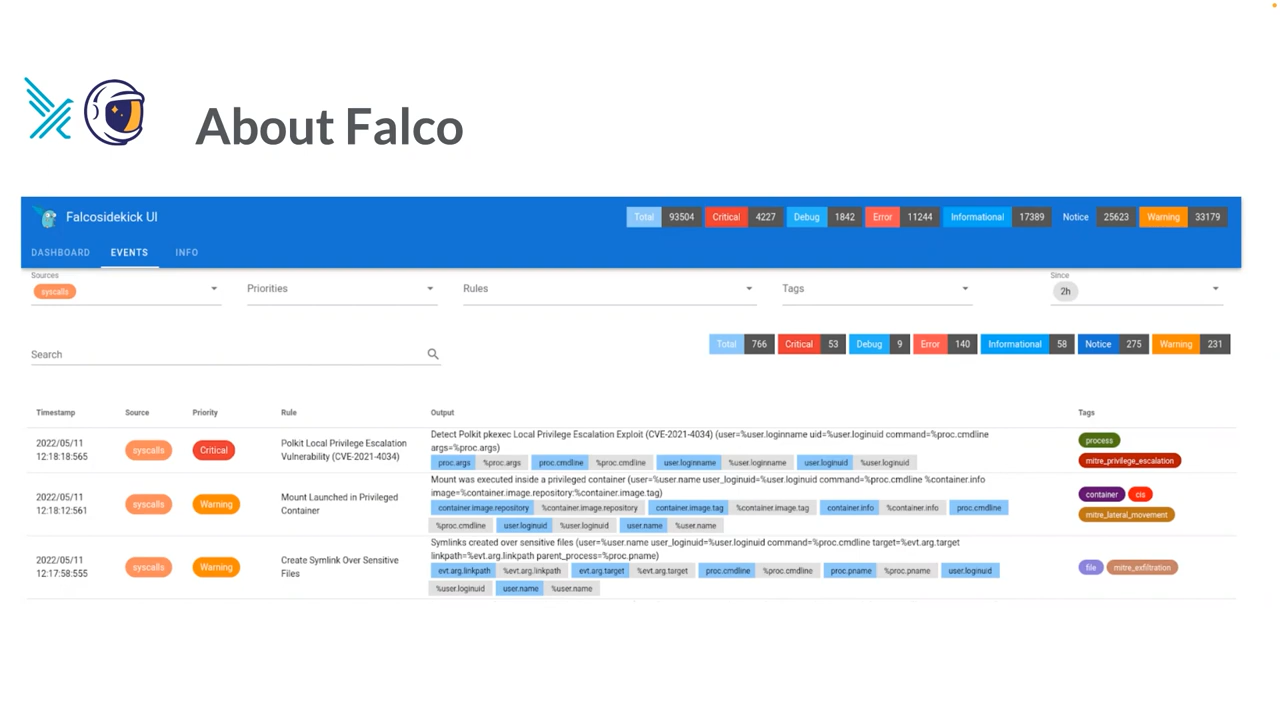 About Falco
Falcosidekick UI
Total 93504 Critical 4227 Debug 1842 Error 11244 Informational 17389 Notice 25623 Warning 33179
DASHBOARD EVENTS INFO
Sources
syscalls
Priorities
Rules
Tags
Since
2h
Search
Total 766 Critical 53 Debug 9 Error 140 Informational 58 Notice 275 Warning 231
Timestamp Source Priority Rule Output Tags
2022/05/11
12:18:18:565
syscalls
Critical
Polkit Local Privilege Escalation
Vulnerability (CVE-2021-4034)
Detect Polkit pkexec Local Privilege Escalation Exploit (CVE-2021-4034) (user=%user.loginname uid=%user.loginuid command=%proc.cmdline
args=%proc.args)
proc.args %proc.args proc.cmdline %proc.cmdline user.loginname %user.loginname user.loginuid %user.loginuid
process
mitre_privilege_escalation
2022/05/11
12:18:12:561
syscalls
Warning
Mount Launched in Privileged
Container
Mount was executed inside a privileged container (user=%user.name user_loginuid=%user.loginuid command=%proc.cmdline %container.info
image=%container.image.repository:%container.image.tag)
container.image.repository %container.image.repository container.image.tag %container.image.tag container.info %container.info proc.cmdline
%proc.cmdline user.loginuid %user.loginuid user.name %user.name
container cis
mitre_lateral_movement
2022/05/11
12:17:58:555
syscalls
Warning
Create Symlink Over Sensitive
Files
Symlinks created over sensitive files (user=%user.name user_loginuid=%user.loginuid command=%proc.cmdline target=%evt.arg.target
linkpath=%evt.arg.linkpath parent_process=%proc.pname)
evt.arg.linkpath %evt.arg.linkpath evt.arg.target %evt.arg.target proc.cmdline %proc.cmdline proc.pname %proc.pname user.loginuid
%user.loginuid user.name %user.name
file mitre_exfiltration